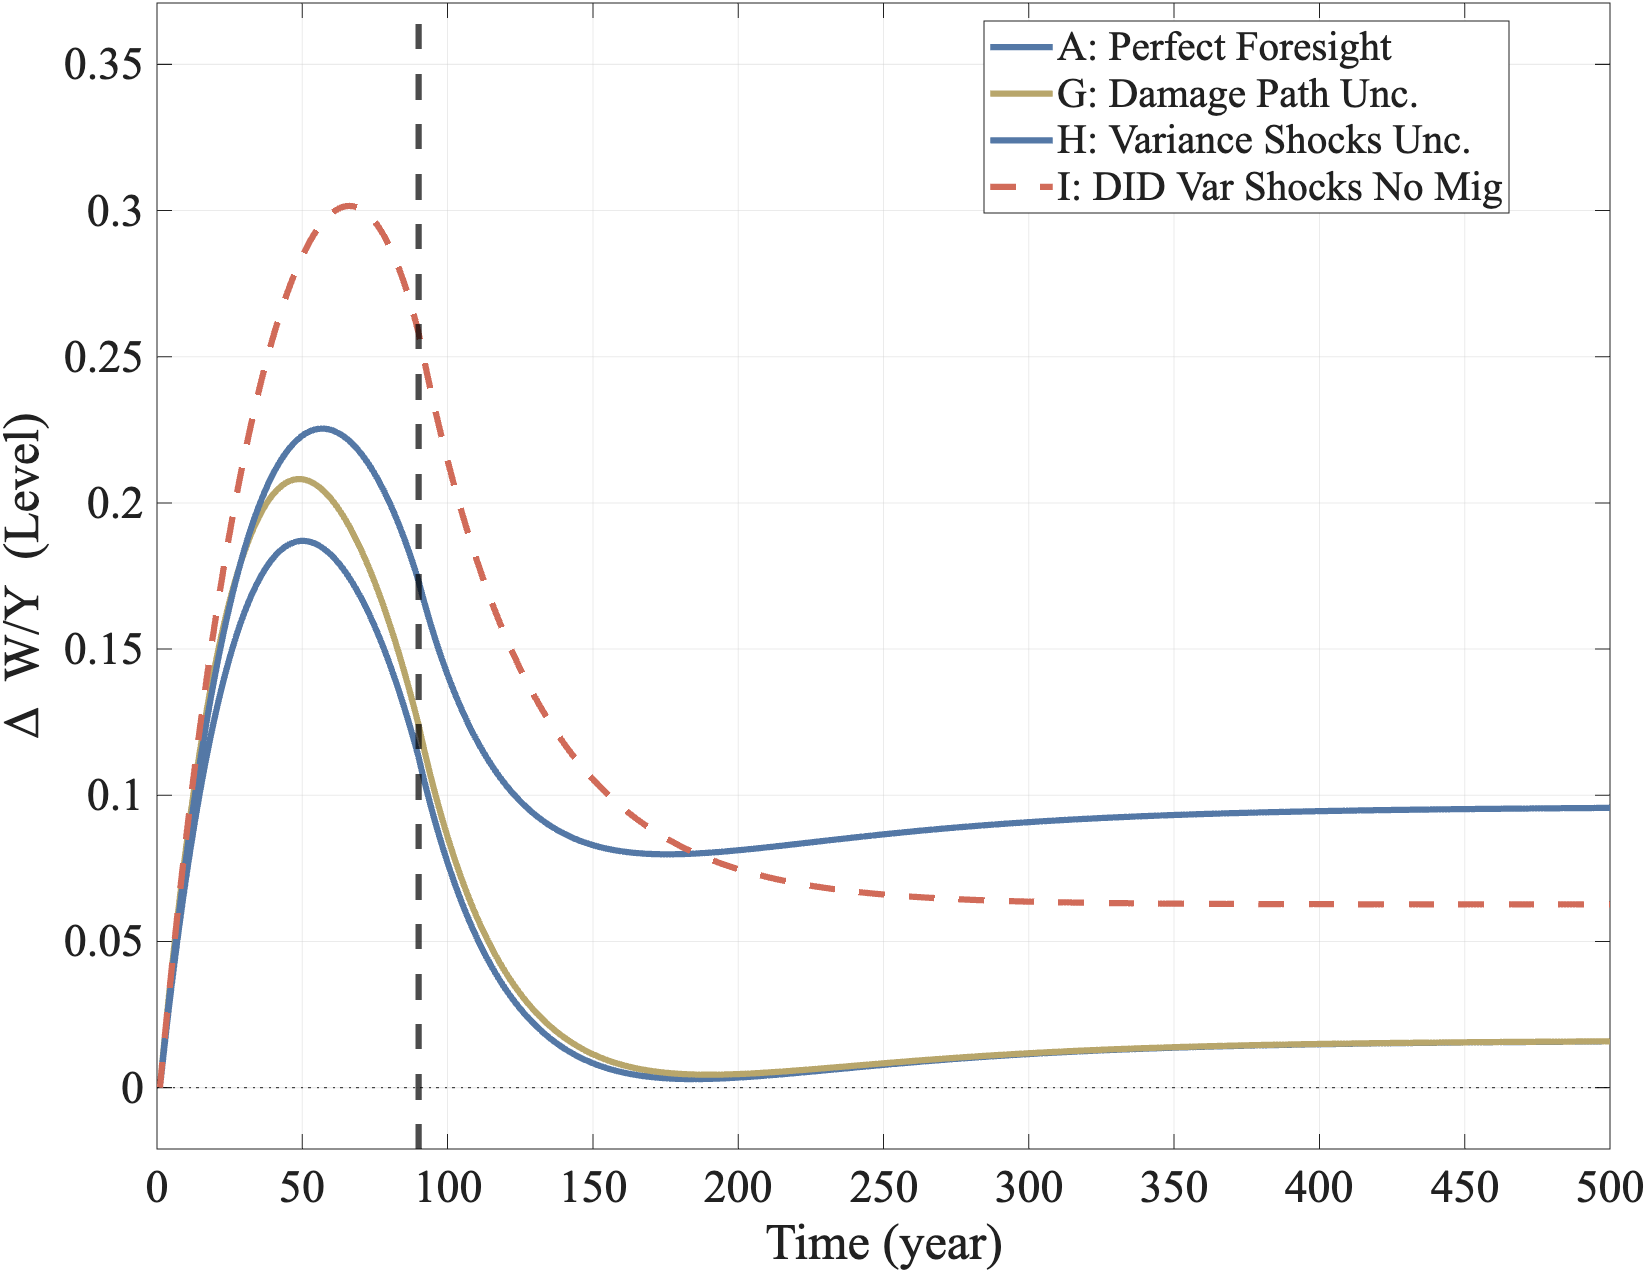 A: Perfect Foresight
G: Damage Path Unc.
H: Variance Shocks Unc.
I: DID Var Shocks No Mig
0.35
0.3
0.25
0.2
0.15
0.1
0.05
0
Δ W/Y (Level)
0 50 100 150 200 250 300 350 400 450 500
Time (year)